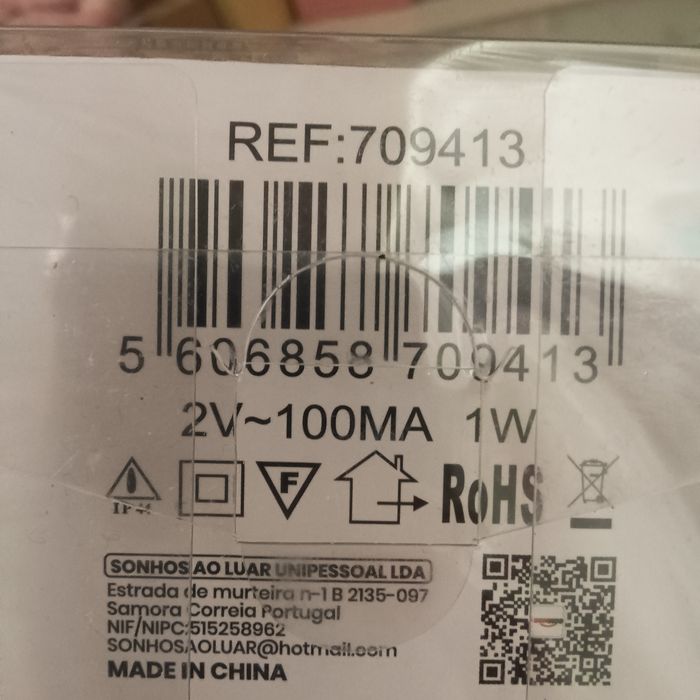 REF:709413
5 606858 709413
2V~100MA 1W
IP44
F
RoHS
SONHOS AO LUAR UNIPESSOAL LDA
Estrada de murteira n-1 B 2135-097
Samora Correia Portugal
NIF/NIPC:515258962
SONHOSAOLUAR@hotmail.com
MADE IN CHINA